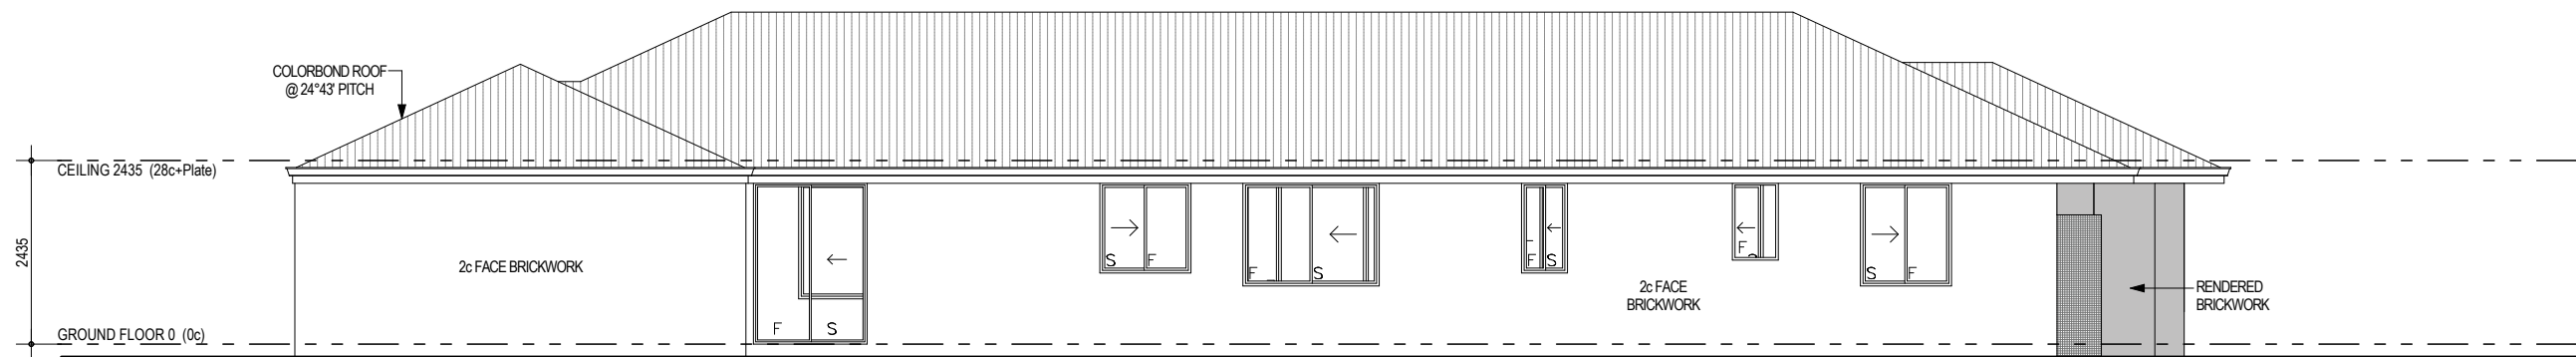 COLORBOND ROOF
@ 24°43' PITCH
CEILING 2435 (28c+Plate)
2435
GROUND FLOOR 0 (0c)
2c FACE BRICKWORK
F
S
S
F
F
S
F
S
F
S
F
2c FACE
BRICKWORK
RENDERED
BRICKWORK